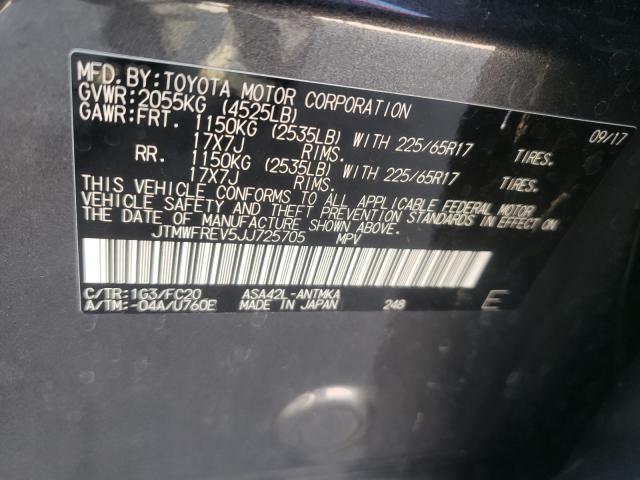 MFD.BY:TOYOTA MOTOR CORPORATION 09/17
GVWR:2055KG (4525LB)
GAWR:FRT. 1150KG (2535LB) WITH 225/65R17 TIRES.
17X7J RIMS.
RR. 1150KG (2535LB) WITH 225/65R17 TIRES.
17X7J RIMS.
THIS VEHICLE CONFORMS TO ALL APPLICABLE FEDERAL MOTOR
VEHICLE SAFETY AND THEFT PREVENTION STANDARDS IN EFFECT ON
THE DATE OF MANUFACTURE SHOWN ABOVE.
JTMWFREV5JJ725705 MPV
C/TR:1G3/FC20 ASA42L-ANTMKA
A/TM:-04A/U760E MADE IN JAPAN 248 E